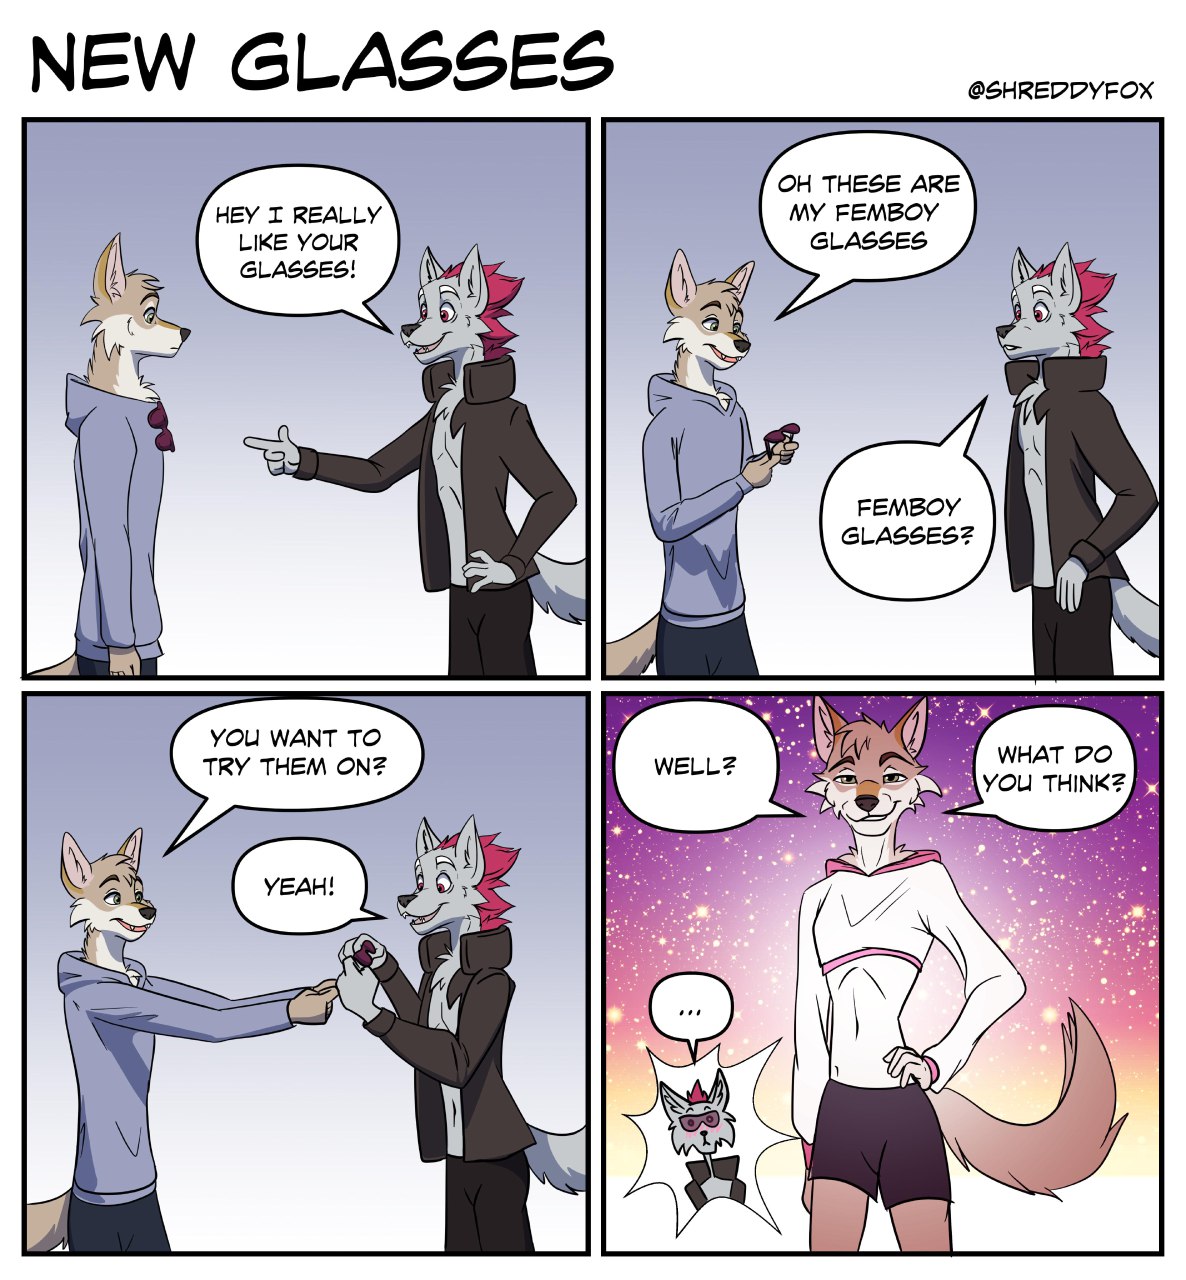 NEW GLASSES
@SHREDDYFOX
HEY I REALLY
LIKE YOUR
GLASSES!
OH THESE ARE
MY FEMBOY
GLASSES
FEMBOY
GLASSES?
YOU WANT TO
TRY THEM ON?
YEAH!
WELL?
WHAT DO
YOU THINK?
...